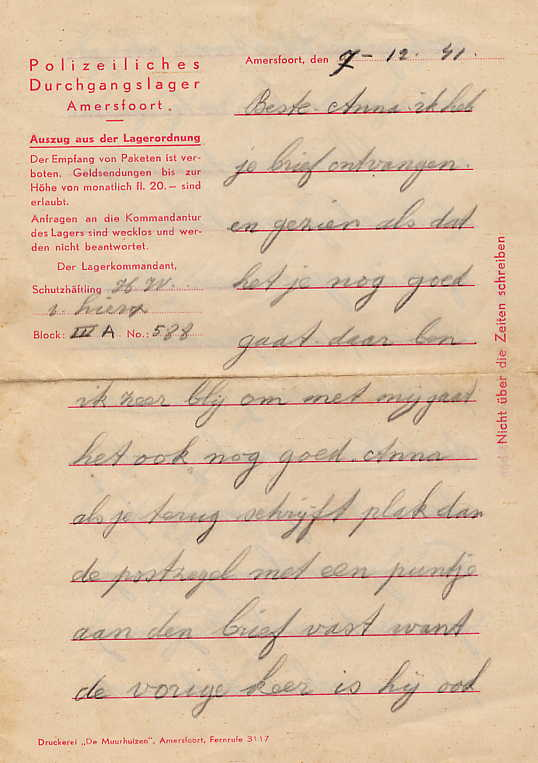 Polizeiliches
Durchgangslager
Amersfoort.
Auszug aus der Lagerordnung
Der Empfang von Paketen ist ver-
boten. Geldsendungen bis zur
Höhe von monatlich fl. 20.— sind
erlaubt.
Anfragen an die Kommandantur
des Lagers sind wecklos und wer-
den nicht beantwortet.
Der Lagerkommandant,
Schutzhäftling H W.
Block: III A No.: 588
Amersfoort, den 7 - 12. 41.
Beste Anna ik heb
je brief ontvangen.
en gezien als dat
het je nog goed
gaat daar ben
ik zeer blij om met mij gaat
het ook nog goed. Anna
als je terug schrijft plak dan
de postzegel met een puntje
aan den brief vast want
de vorige keer is hij ook
Nicht über die Zeiten schreiben
Druckerei „De Muurhuizen", Amersfoort, Fernrufe 3117